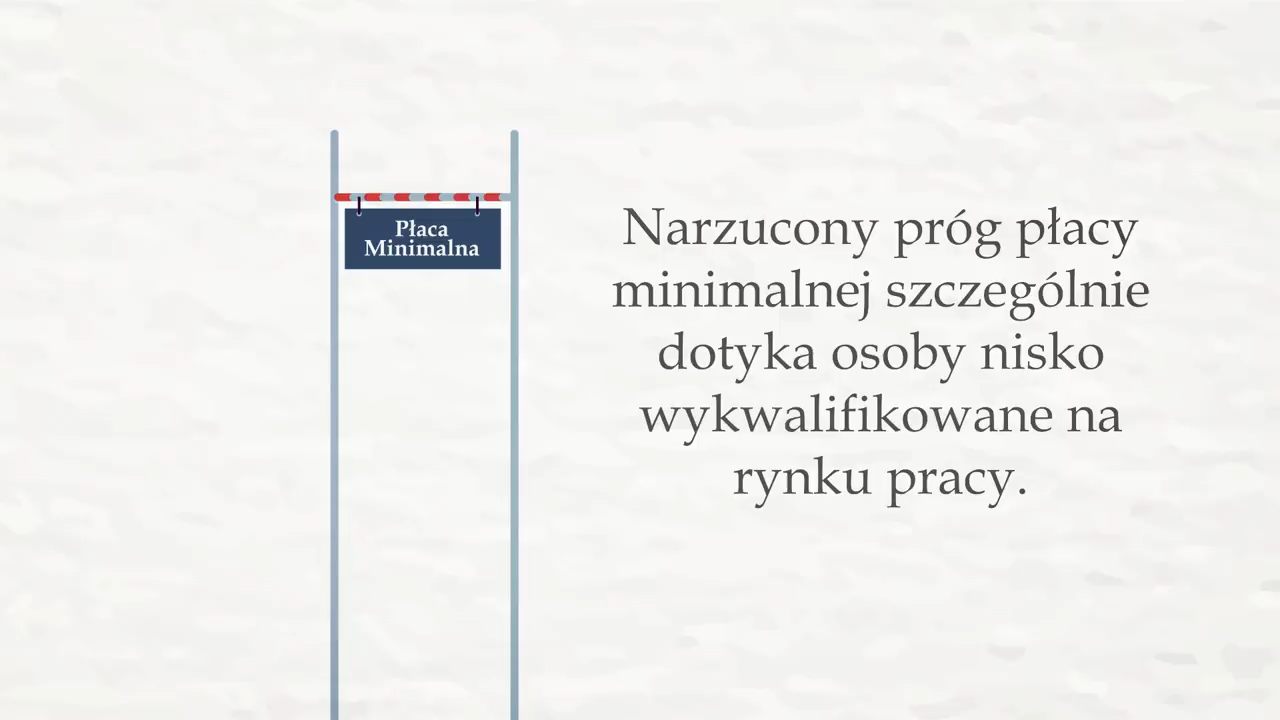 Płaca
Minimalna
Narzucony próg płacy
minimalnej szczególnie
dotyka osoby nisko
wykwalifikowane na
rynku pracy.